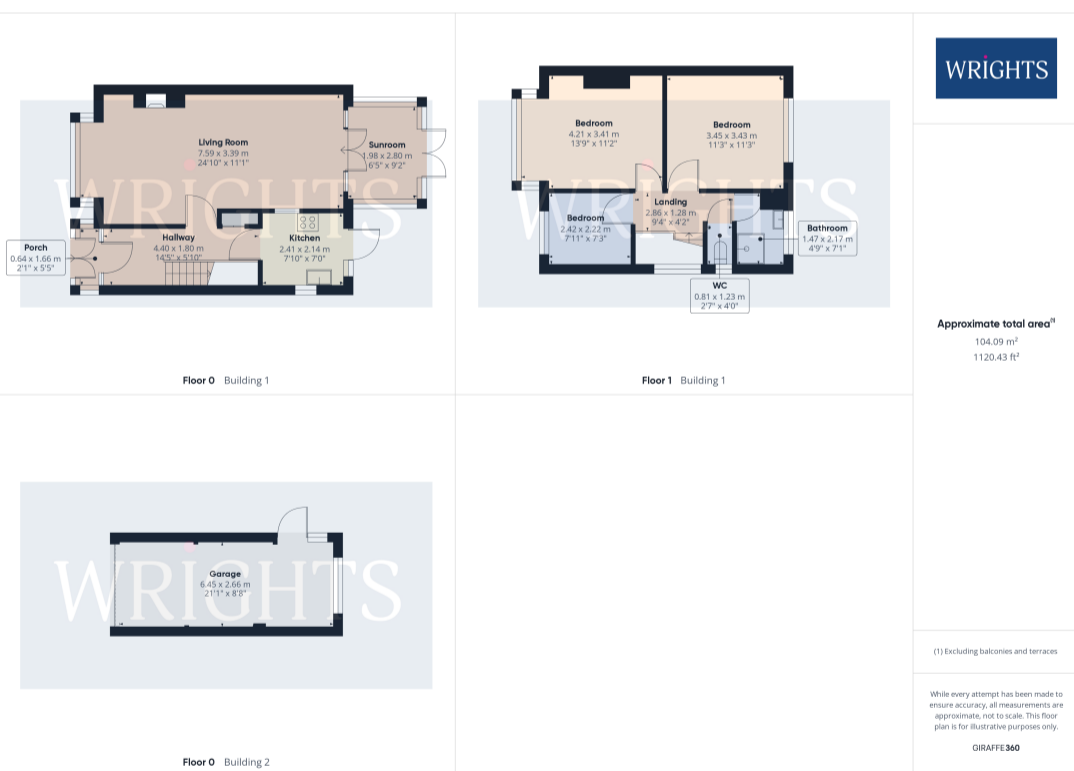 WRIGHTS
Living Room
7.59 x 3.39 m
24'10" x 11'1"
Sunroom
1.98 x 2.80 m
6'5" x 9'2"
Porch
0.64 x 1.66 m
2'1" x 5'5"
Hallway
4.40 x 1.80 m
14'5" x 5'10"
Kitchen
2.41 x 2.14 m
7'10" x 7'0"
WRIGHTS
Floor 0 Building 1
Bedroom
4.21 x 3.41 m
13'9" x 11'2"
Bedroom
3.45 x 3.43 m
11'3" x 11'3"
Landing
2.86 x 1.28 m
9'4" x 4'2"
Bedroom
2.42 x 2.22 m
7'11" x 7'3"
Bathroom
1.47 x 2.17 m
4'9" x 7'1"
WC
0.81 x 1.23 m
2'7" x 4'0"
WRIGHTS
Floor 1 Building 1
Garage
6.45 x 2.66 m
21'1" x 8'8"
WRIGHTS
Floor 0 Building 2
Approximate total area(1)
104.09 m²
1120.43 ft²
(1) Excluding balconies and terraces
While every attempt has been made to
ensure accuracy, all measurements are
approximate, not to scale. This floor
plan is for illustrative purposes only.
GIRAFFE360